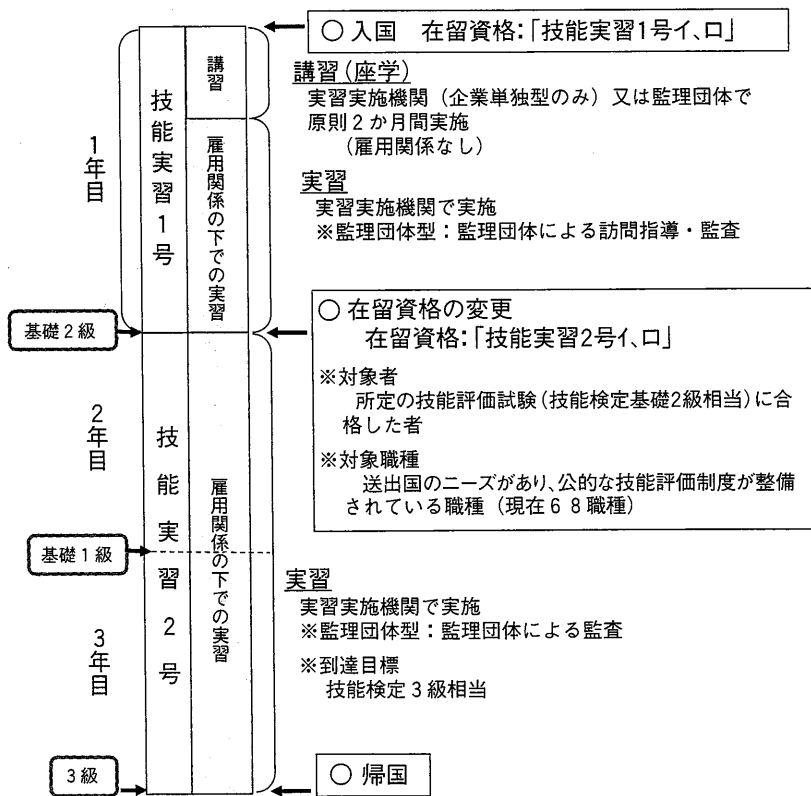 ○ 入国　在留資格：「技能実習1号イ、ロ」
講習
技能実習1号
1年目
雇用関係の下での実習
講習（座学）
実習実施機関（企業単独型のみ）又は監理団体で
原則２か月間実施
（雇用関係なし）
実習
実習実施機関で実施
※監理団体型：監理団体による訪問指導・監査
基礎２級
○ 在留資格の変更
在留資格：「技能実習2号イ、ロ」
※対象者
所定の技能評価試験（技能検定基礎2級相当）に合
格した者
※対象職種
送出国のニーズがあり、公的な技能評価制度が整備
されている職種（現在６８職種）
2年目
技能実習2号
雇用関係の下での実習
基礎１級
3年目
実習
実習実施機関で実施
※監理団体型：監理団体による監査
※到達目標
技能検定３級相当
３級
○ 帰国